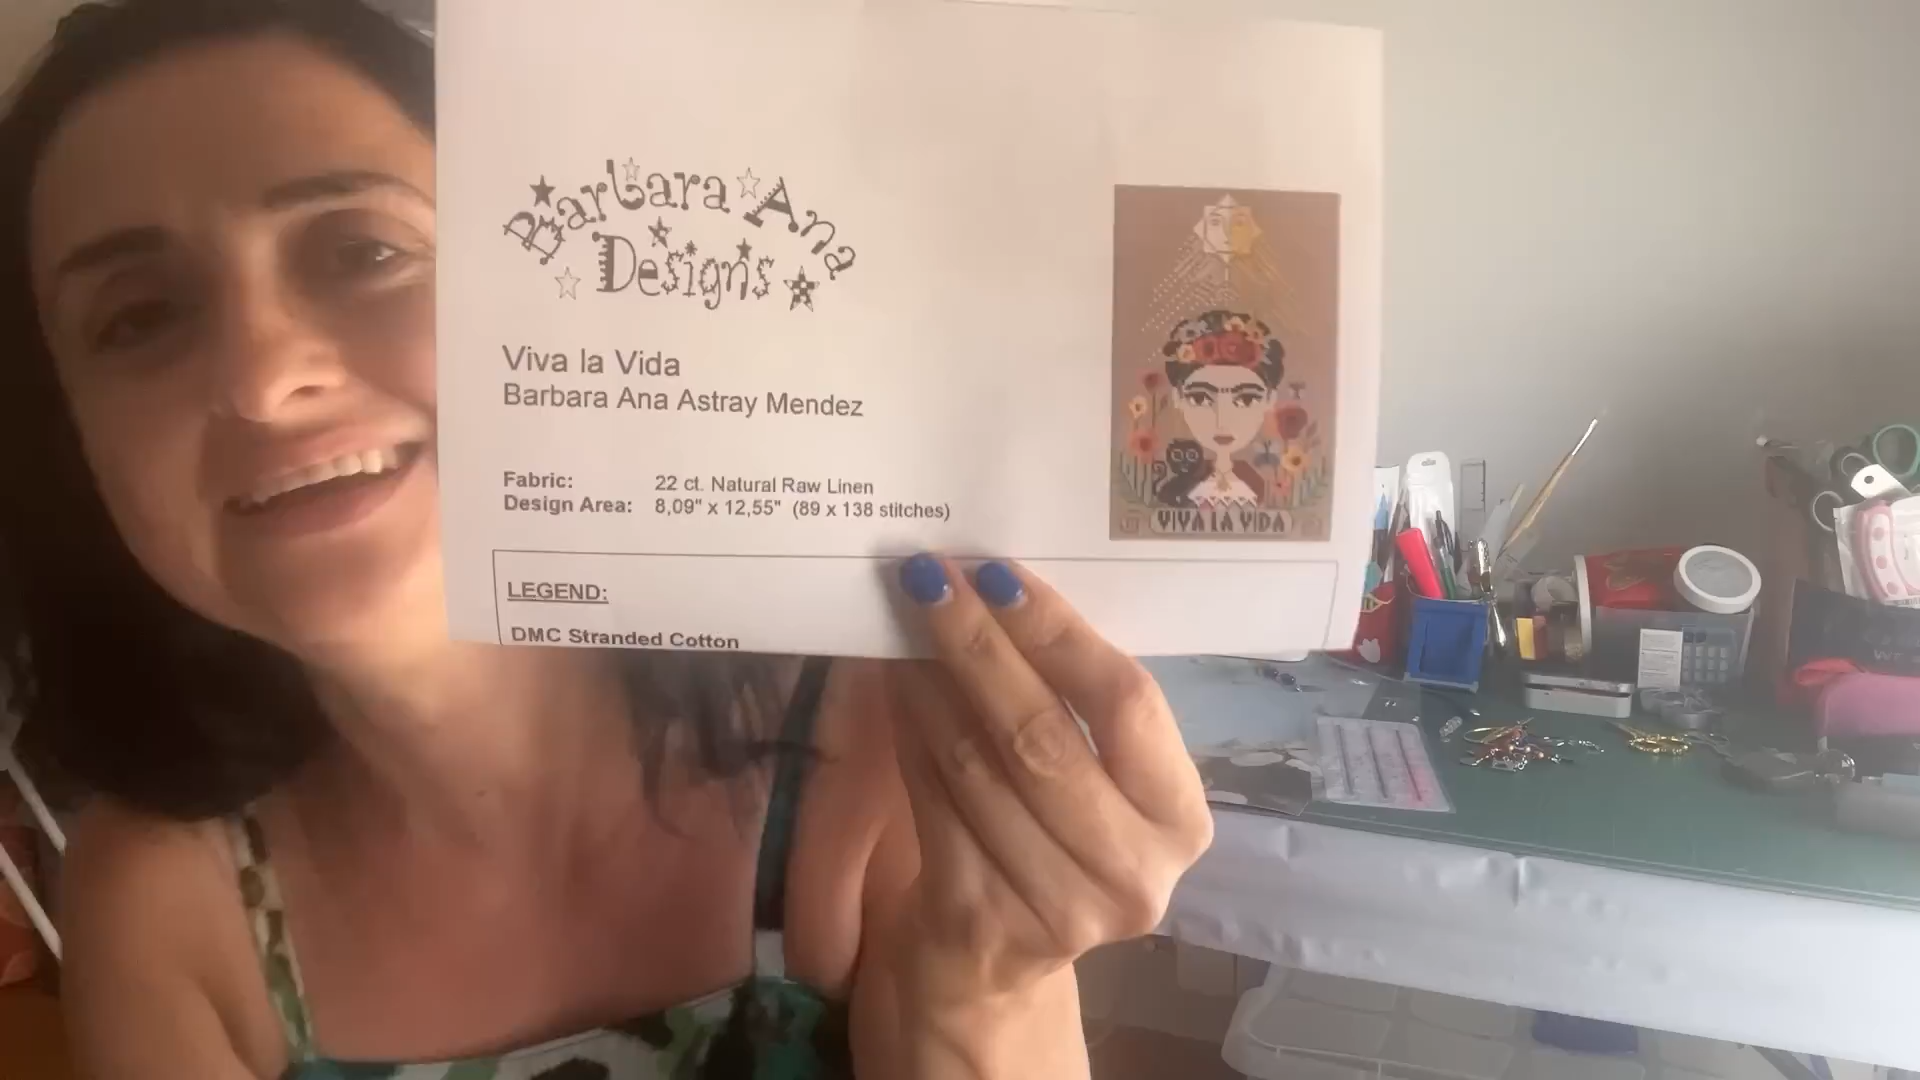 Barbara Ana
Designs
Viva la Vida
Barbara Ana Astray Mendez
Fabric: 22 ct. Natural Raw Linen
Design Area: 8,09" x 12,55" (89 x 138 stitches)
LEGEND:
DMC Stranded Cotton
VIVA LA VIDA